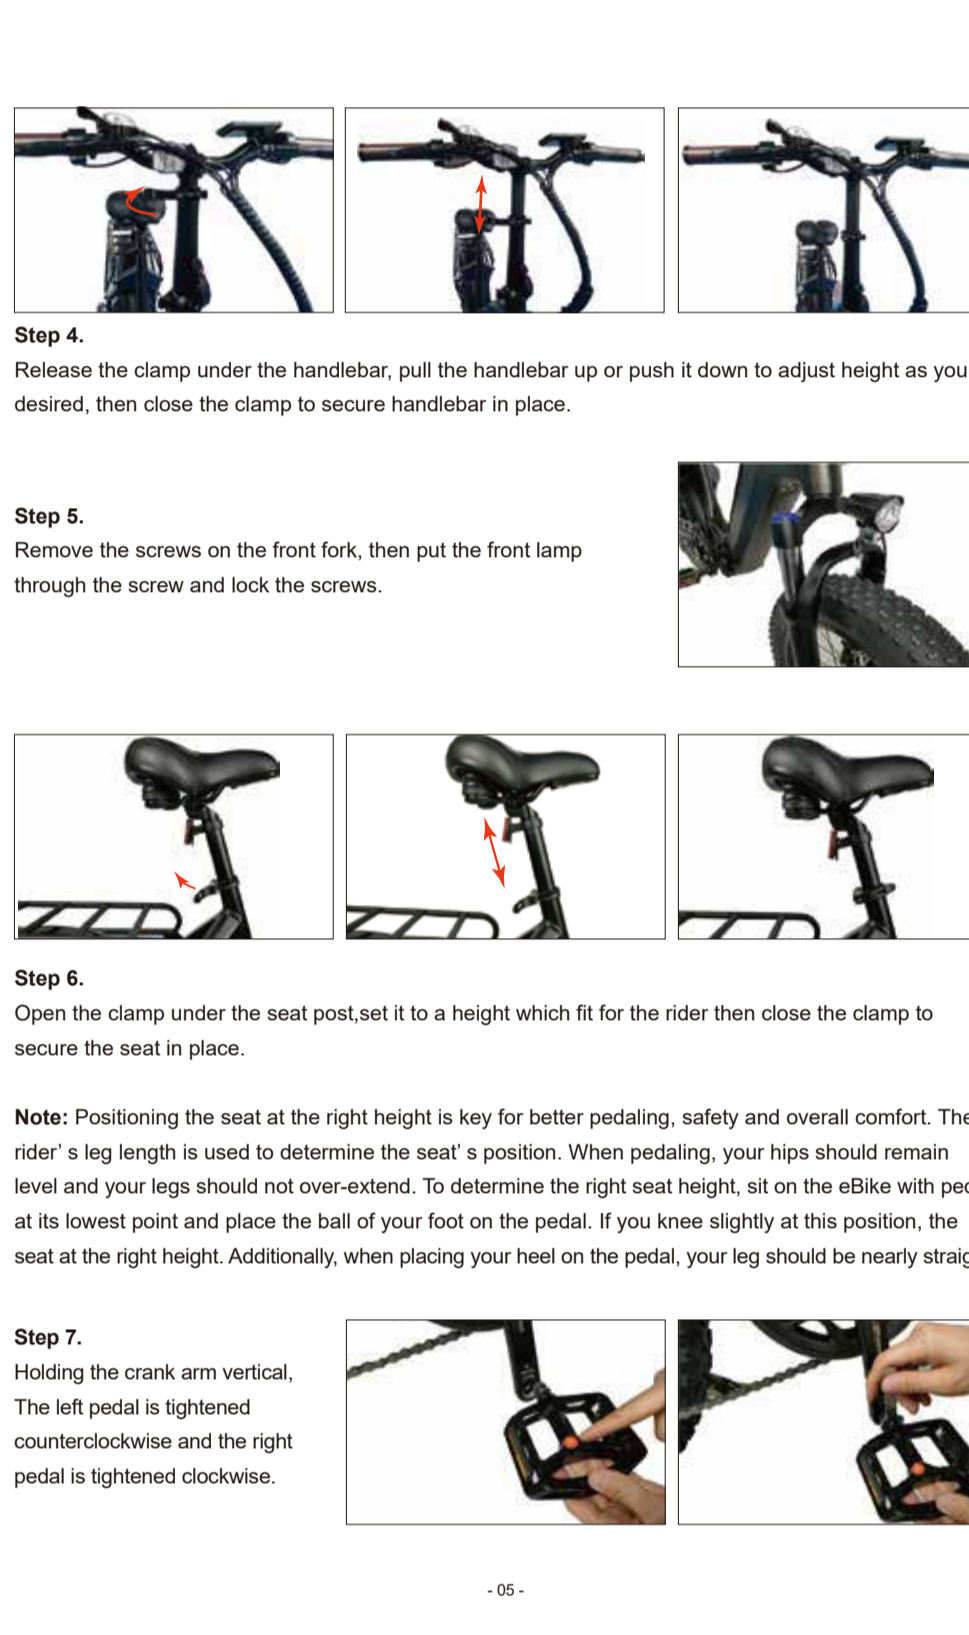 Step 4.
Release the clamp under the handlebar, pull the handlebar up or push it down to adjust height as you
desired, then close the clamp to secure handlebar in place.
Step 5.
Remove the screws on the front fork, then put the front lamp
through the screw and lock the screws.
Step 6.
Open the clamp under the seat post,set it to a height which fit for the rider then close the clamp to
secure the seat in place.
Note: Positioning the seat at the right height is key for better pedaling, safety and overall comfort. The
rider’ s leg length is used to determine the seat’ s position. When pedaling, your hips should remain
level and your legs should not over-extend. To determine the right seat height, sit on the eBike with
at its lowest point and place the ball of your foot on the pedal. If you knee slightly at this position, the
seat at the right height. Additionally, when placing your heel on the pedal, your leg should be nearly
Step 7.
Holding the crank arm vertical,
The left pedal is tightened
counterclockwise and the right
pedal is tightened clockwise.
- 05 -